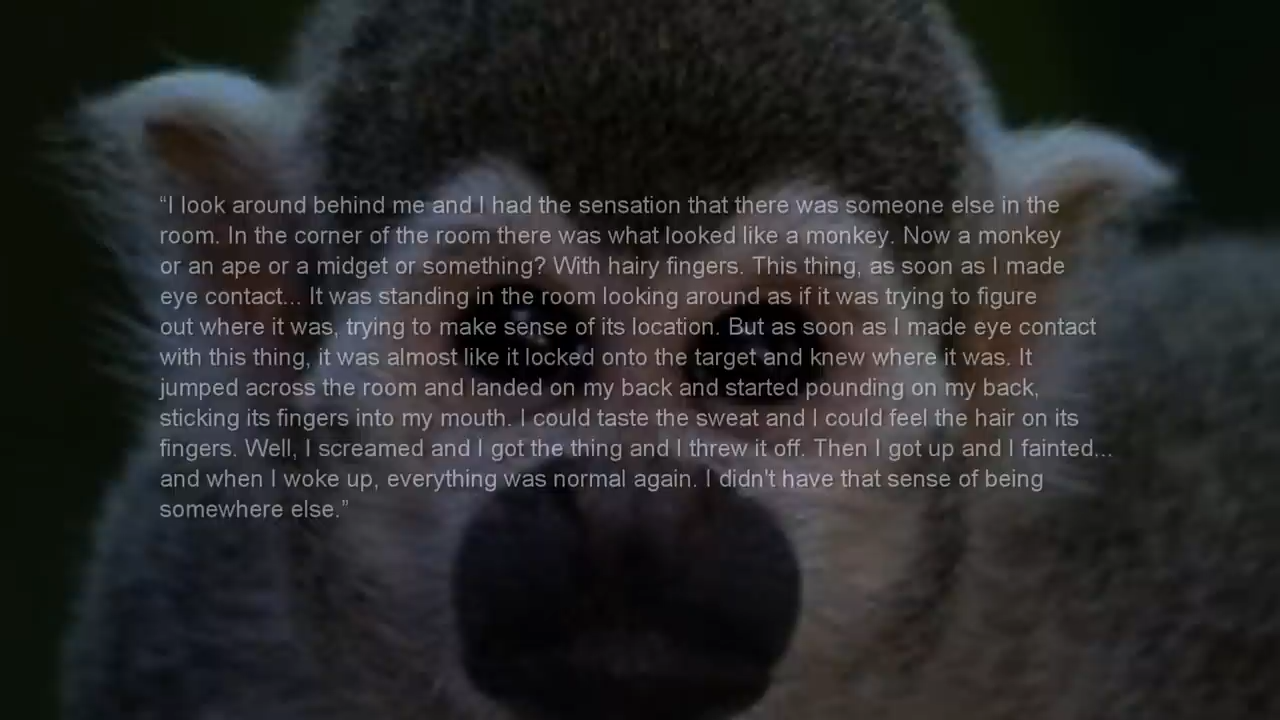 “I look around behind me and I had the sensation that there was someone else in the
room. In the corner of the room there was what looked like a monkey. Now a monkey
or an ape or a midget or something? With hairy fingers. This thing, as soon as I made
eye contact... It was standing in the room looking around as if it was trying to figure
out where it was, trying to make sense of its location. But as soon as I made eye contact
with this thing, it was almost like it locked onto the target and knew where it was. It
jumped across the room and landed on my back and started pounding on my back,
sticking its fingers into my mouth. I could taste the sweat and I could feel the hair on its
fingers. Well, I screamed and I got the thing and I threw it off. Then I got up and I fainted...
and when I woke up, everything was normal again. I didn't have that sense of being
somewhere else.”